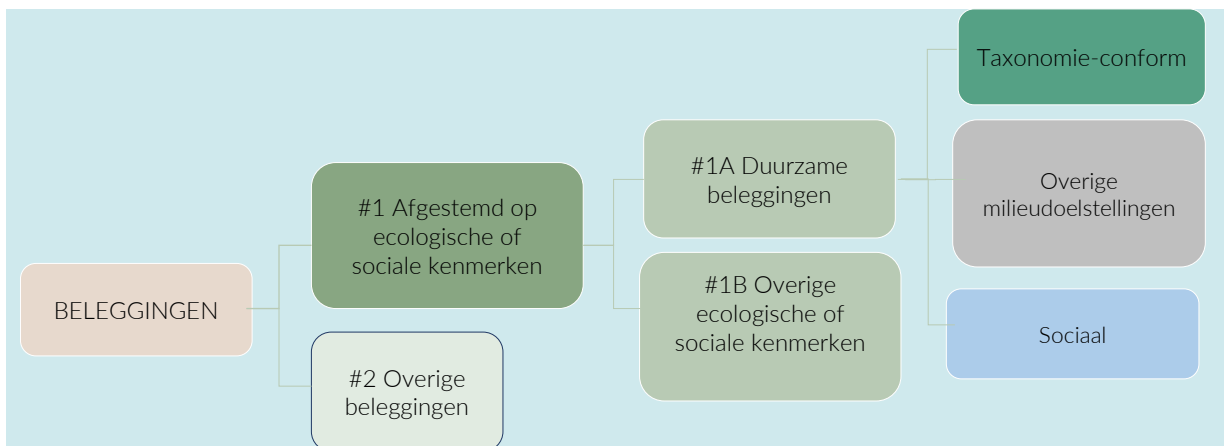 BELEGGINGEN
#1 Afgestemd op
ecologische of
sociale kenmerken
#2 Overige
beleggingen
#1A Duurzame
beleggingen
#1B Overige
ecologische of
sociale kenmerken
Taxonomie-conform
Overige
milieudoelstellingen
Sociaal